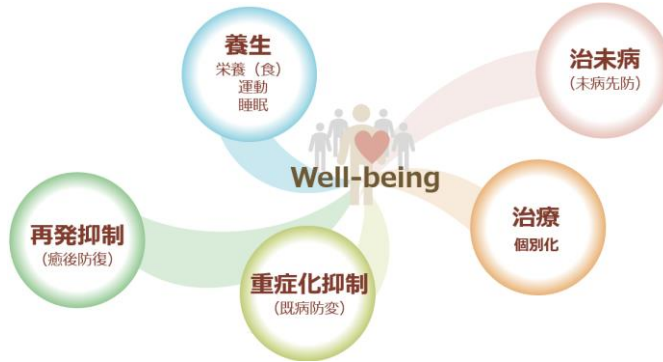 養生
栄養（食）
運動
睡眠
治未病
（未病先防）
Well-being
治療
個別化
再発抑制
（癒後防復）
重症化抑制
（既病防変）